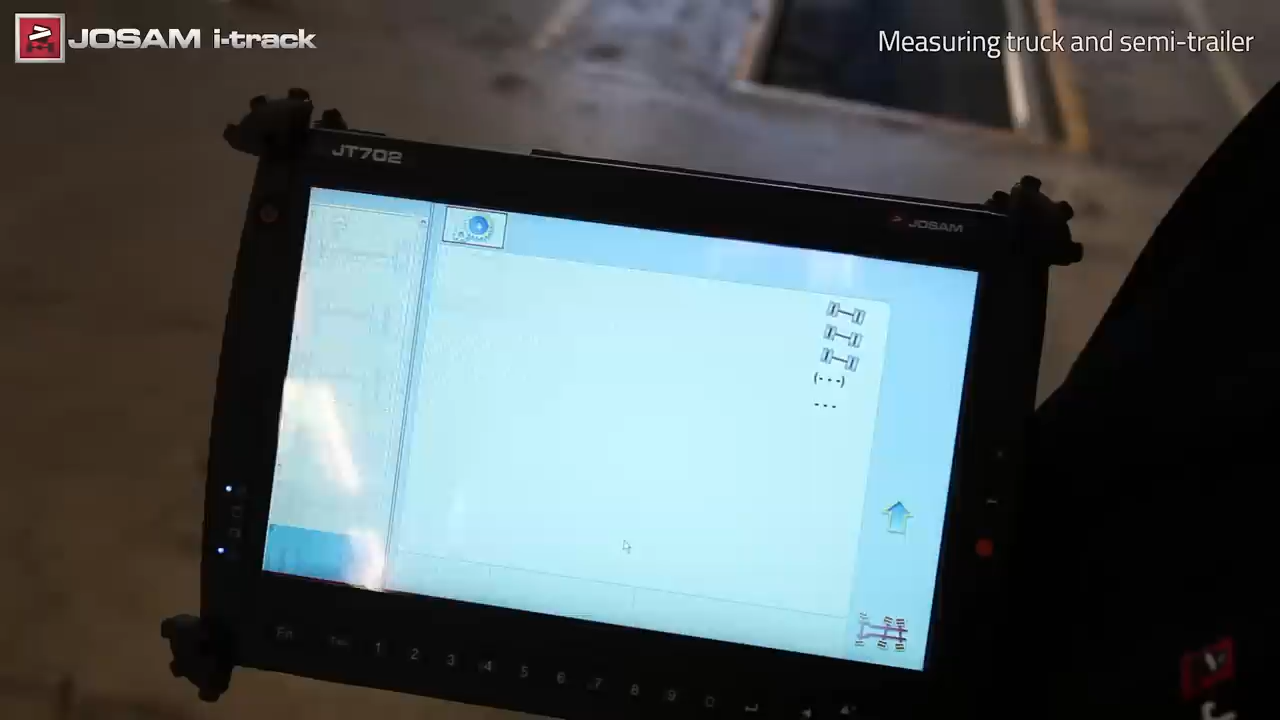 JOSAM i-track
Measuring truck and semi-trailer
JT702
JOSAM
(---)
---
Fn
1 2 3 4 5 6 7 8 9 0